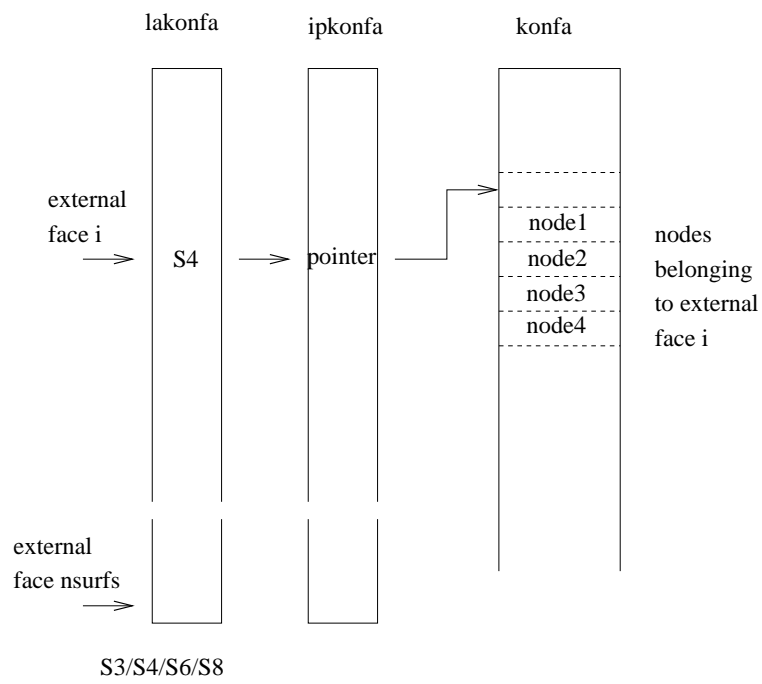 lakonfa
ipkonfa
konfa
external
face i
S4
pointer
node1
node2
node3
node4
nodes
belonging
to external
face i
external
face nsurfs
S3/S4/S6/S8